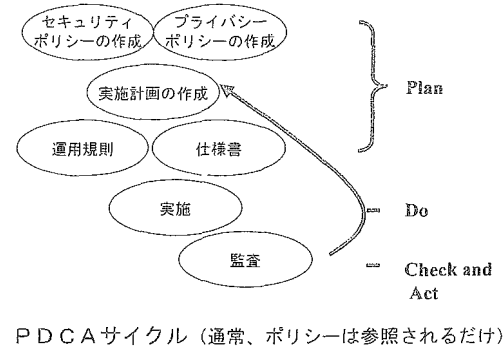 セキュリティ
ポリシーの作成
プライバシー
ポリシーの作成
実施計画の作成
Plan
運用規則
仕様書
実施
Do
監査
Check and
Act
PDCAサイクル（通常、ポリシーは参照されるだけ）